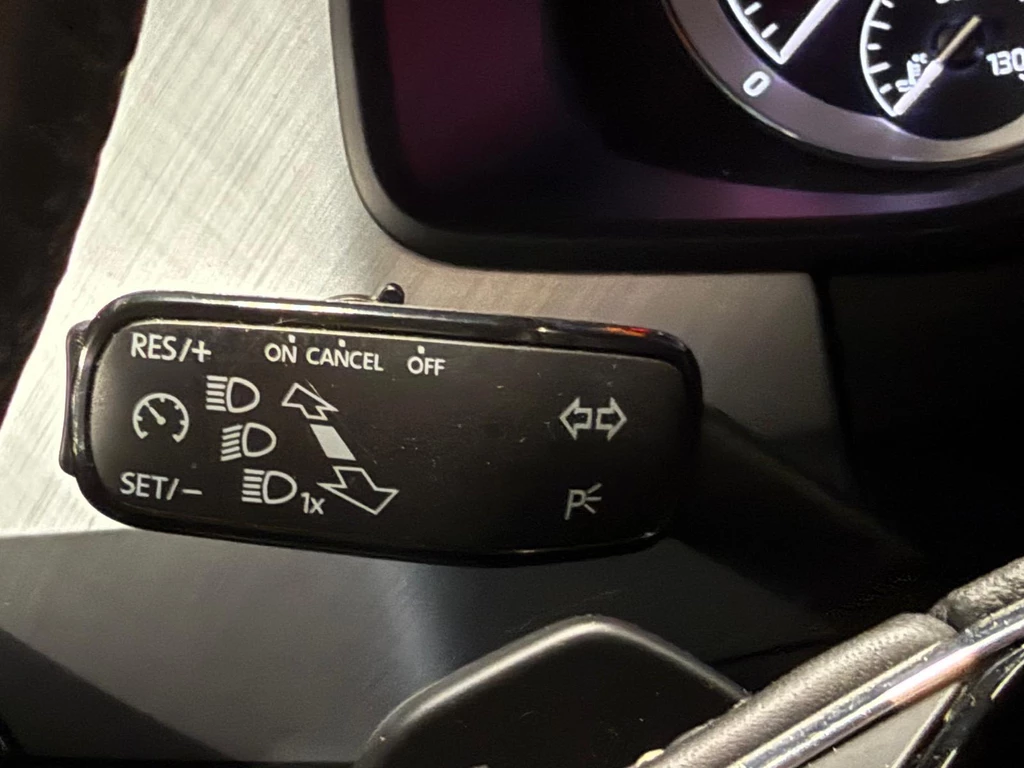 0
130
RES/+
ON CANCEL OFF
SET/−
1x
P